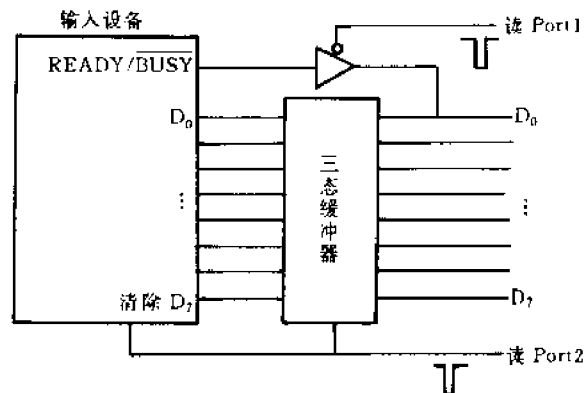 输入设备
读 Port1
READY/BUSY
D₀
D₀
三态缓冲器
⋮
⋮
清除 D₇
D₇
读 Port2